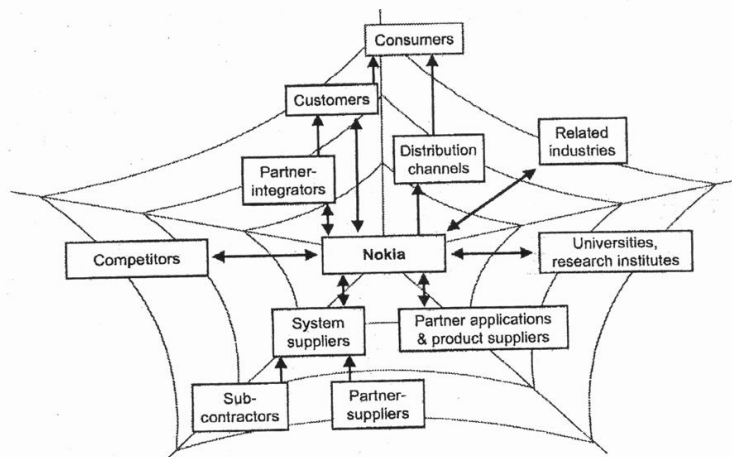 Consumers
Customers
Related
industries
Distribution
channels
Partner-
integrators
Competitors
Nokia
Universities,
research institutes
System
suppliers
Partner applications
& product suppliers
Sub-
contractors
Partner-
suppliers